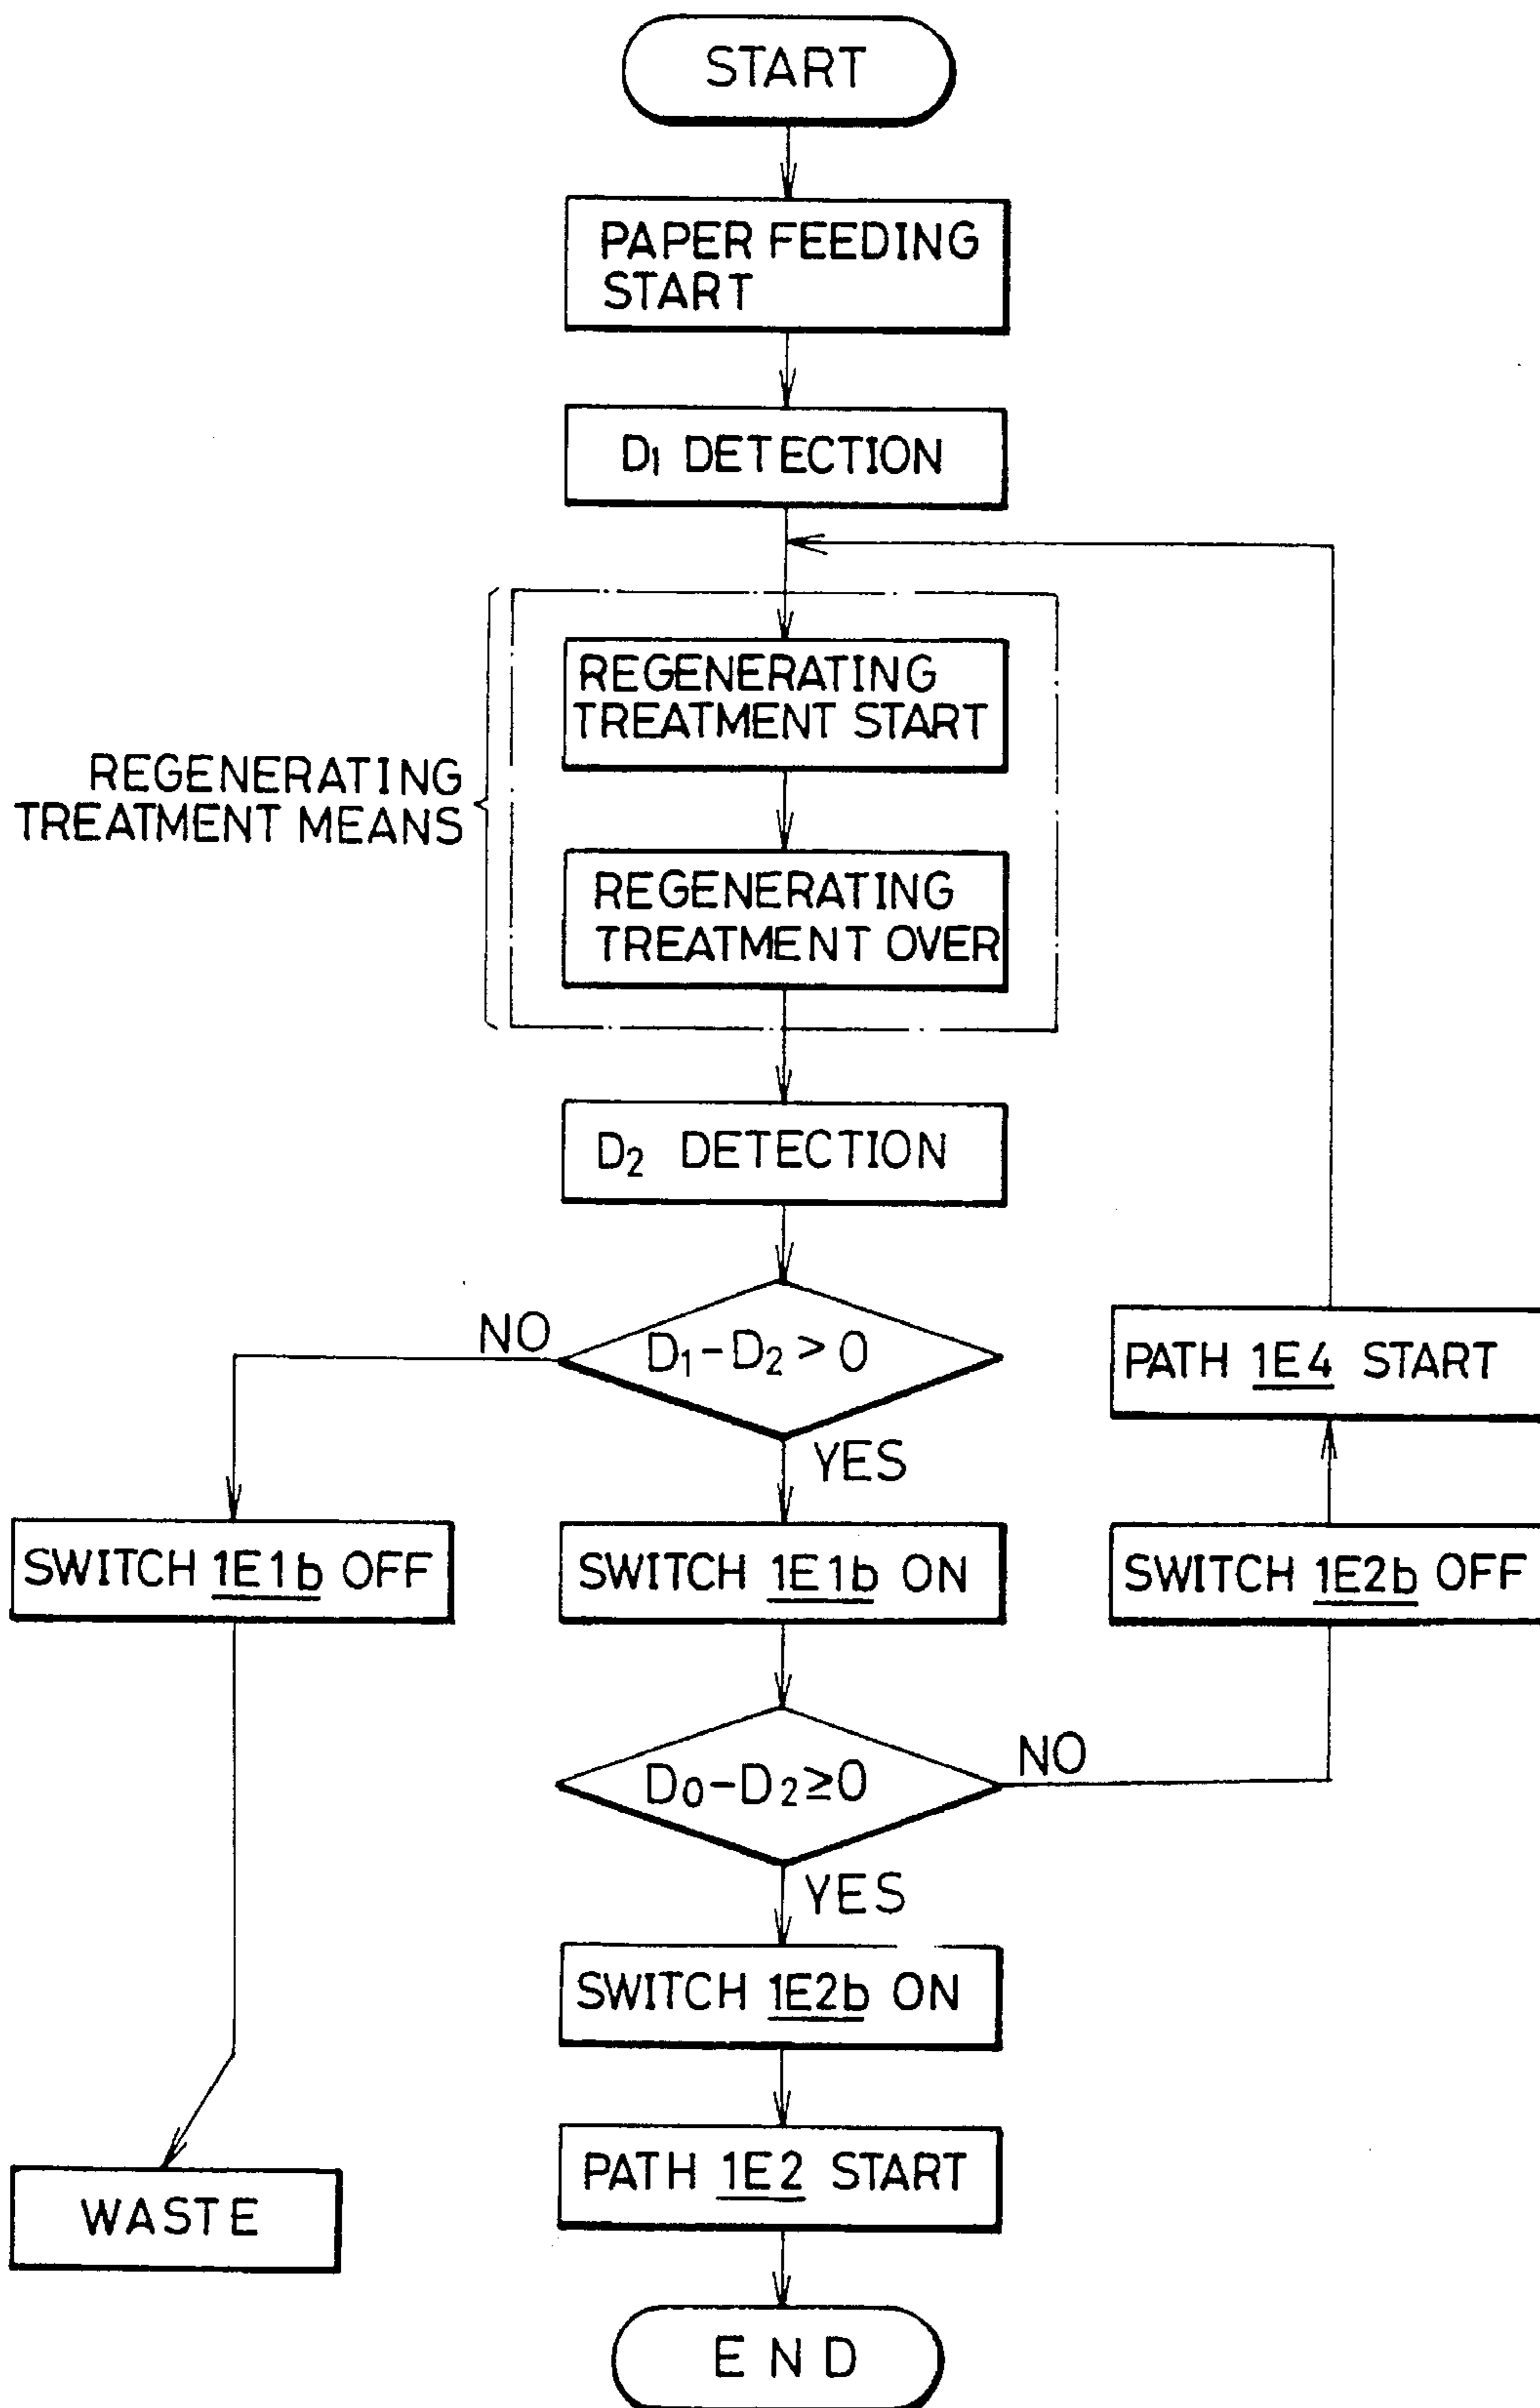 START
PAPER FEEDING
START
D₁ DETECTION
REGENERATING
TREATMENT START
REGENERATING
TREATMENT MEANS
REGENERATING
TREATMENT OVER
D₂ DETECTION
NO
D₁-D₂ > 0
PATH 1E4 START
YES
SWITCH 1E1b OFF
SWITCH 1E1b ON
SWITCH 1E2b OFF
NO
D₀-D₂≥0
YES
SWITCH 1E2b ON
PATH 1E2 START
WASTE
END